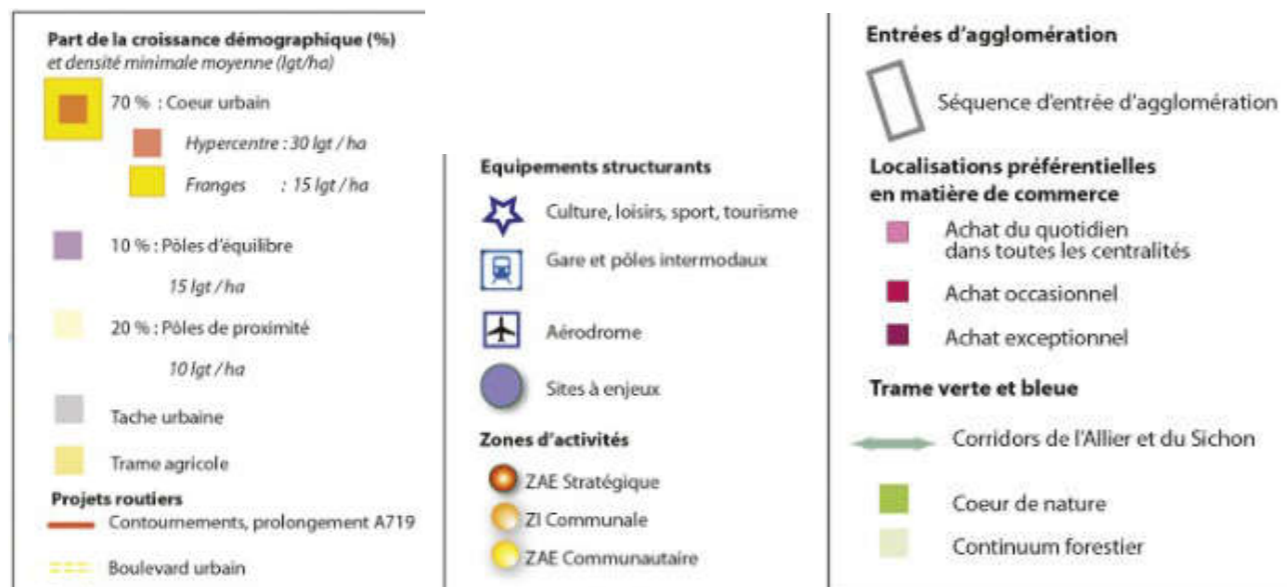 Part de la croissance démographique (%)
et densité minimale moyenne (lgt/ha)
70 % : Coeur urbain
Hypercentre : 30 lgt / ha
Franges : 15 lgt / ha
10 % : Pôles d'équilibre
15 lgt / ha
20 % : Pôles de proximité
10 lgt / ha
Tache urbaine
Trame agricole
Projets routiers
Contournements, prolongement A719
Boulevard urbain
Equipements structurants
Culture, loisirs, sport, tourisme
Gare et pôles intermodaux
Aérodrome
Sites à enjeux
Zones d'activités
ZAE Stratégique
ZI Communale
ZAE Communautaire
Entrées d'agglomération
Séquence d'entrée d'agglomération
Localisations préférentielles
en matière de commerce
Achat du quotidien
dans toutes les centralités
Achat occasionnel
Achat exceptionnel
Trame verte et bleue
Corridors de l'Allier et du Sichon
Coeur de nature
Continuum forestier